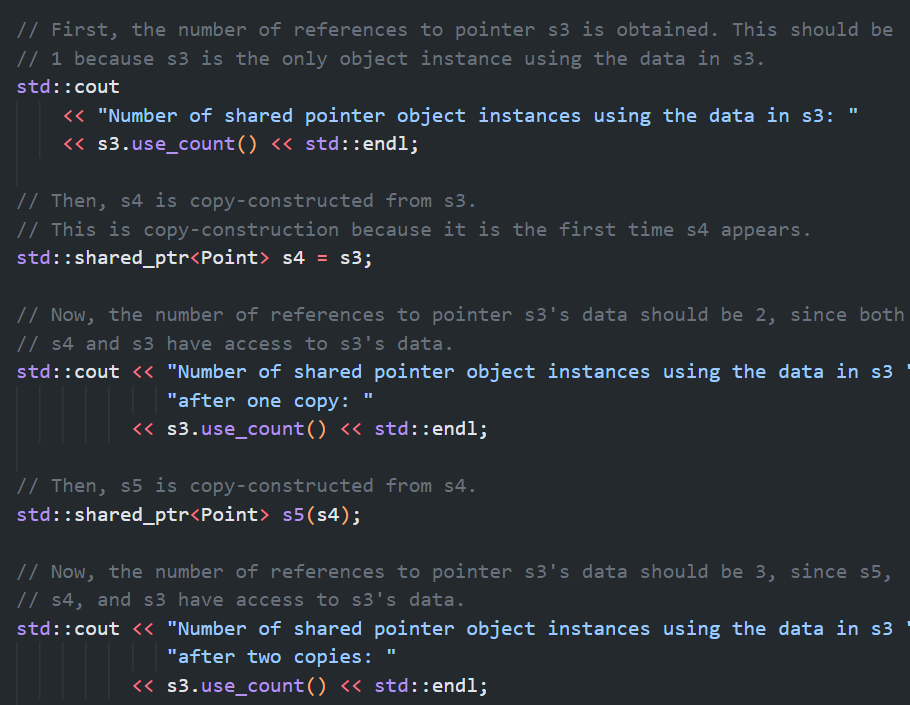 // First, the number of references to pointer s3 is obtained. This should be
// 1 because s3 is the only object instance using the data in s3.
std::cout
<< "Number of shared pointer object instances using the data in s3: "
<< s3.use_count() << std::endl;
// Then, s4 is copy-constructed from s3.
// This is copy-construction because it is the first time s4 appears.
std::shared_ptr<Point> s4 = s3;
// Now, the number of references to pointer s3's data should be 2, since both
// s4 and s3 have access to s3's data.
std::cout << "Number of shared pointer object instances using the data in s3 "
"after one copy: "
<< s3.use_count() << std::endl;
// Then, s5 is copy-constructed from s4.
std::shared_ptr<Point> s5(s4);
// Now, the number of references to pointer s3's data should be 3, since s5,
// s4, and s3 have access to s3's data.
std::cout << "Number of shared pointer object instances using the data in s3 "
"after two copies: "
<< s3.use_count() << std::endl;